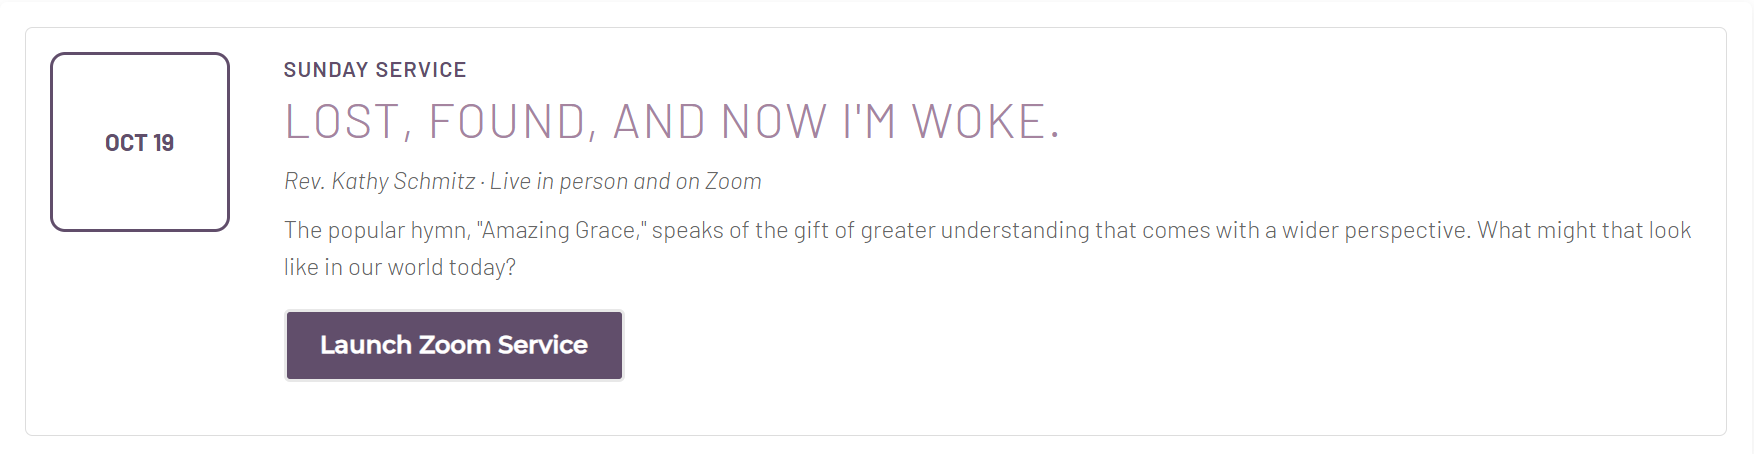 OCT 19
SUNDAY SERVICE
LOST, FOUND, AND NOW I'M WOKE.
Rev. Kathy Schmitz · Live in person and on Zoom
The popular hymn, "Amazing Grace," speaks of the gift of greater understanding that comes with a wider perspective. What might that look
like in our world today?
Launch Zoom Service